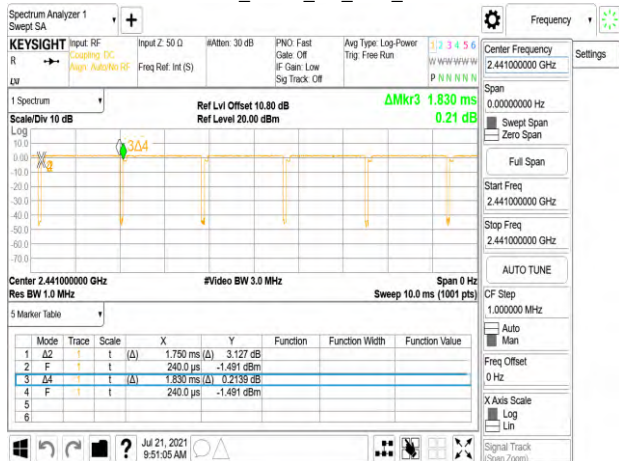 Spectrum Analyzer 1
Swept SA
+
Frequency
KEYSIGHT
R
LXI
Input: RF
Coupling: DC
Align: Auto/No RF
Input Z: 50 Ω
Freq Ref: Int (S)
#Atten: 30 dB
PNO: Fast
Gate: Off
IF Gain: Low
Sig Track: Off
Avg Type: Log-Power
Trig: Free Run
1 2 3 4 5 6
W W W W W W
P N N N N N
Center Frequency
2.441000000 GHz
Settings
Span
0.00000000 Hz
Swept Span
Zero Span
Full Span
Start Freq
2.441000000 GHz
Stop Freq
2.441000000 GHz
AUTO TUNE
CF Step
1.000000 MHz
Auto
Man
Freq Offset
0 Hz
X Axis Scale
Log
Lin
Signal Track
(Span Zoom)
1 Spectrum
Scale/Div 10 dB
Ref Lvl Offset 10.80 dB
Ref Level 20.00 dBm
ΔMkr3 1.830 ms
0.21 dB
Log
10.0
0.00
-10.0
-20.0
-30.0
-40.0
-50.0
-60.0
-70.0
3Δ4
Center 2.441000000 GHz
Res BW 1.0 MHz
#Video BW 3.0 MHz
Span 0 Hz
Sweep 10.0 ms (1001 pts)
5 Marker Table
Mode Trace Scale X Y Function Function Width Function Value
1 Δ2 1 t (Δ) 1.750 ms (Δ) 3.127 dB
2 F 1 t 240.0 µs -1.491 dBm
3 Δ4 1 t (Δ) 1.830 ms (Δ) 0.2139 dB
4 F 1 t 240.0 µs -1.491 dBm
5
6
?
Jul 21, 2021
9:51:05 AM